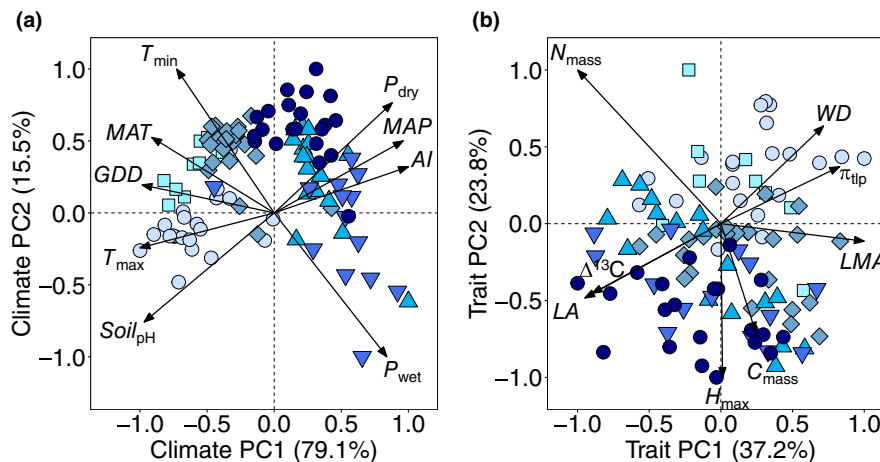 (a)
Climate PC2 (15.5%)
1.0
0.5
0.0
−0.5
−1.0
T_min
MAT
GDD
T_max
Soil_pH
P_dry
MAP
AI
P_wet
−1.0 −0.5 0.0 0.5 1.0
Climate PC1 (79.1%)
(b)
Trait PC2 (23.8%)
1.0
0.5
0.0
−0.5
−1.0
N_mass
WD
π_tlp
LMA
Δ¹³C
LA
C_mass
H_max
−1.0 −0.5 0.0 0.5 1.0
Trait PC1 (37.2%)